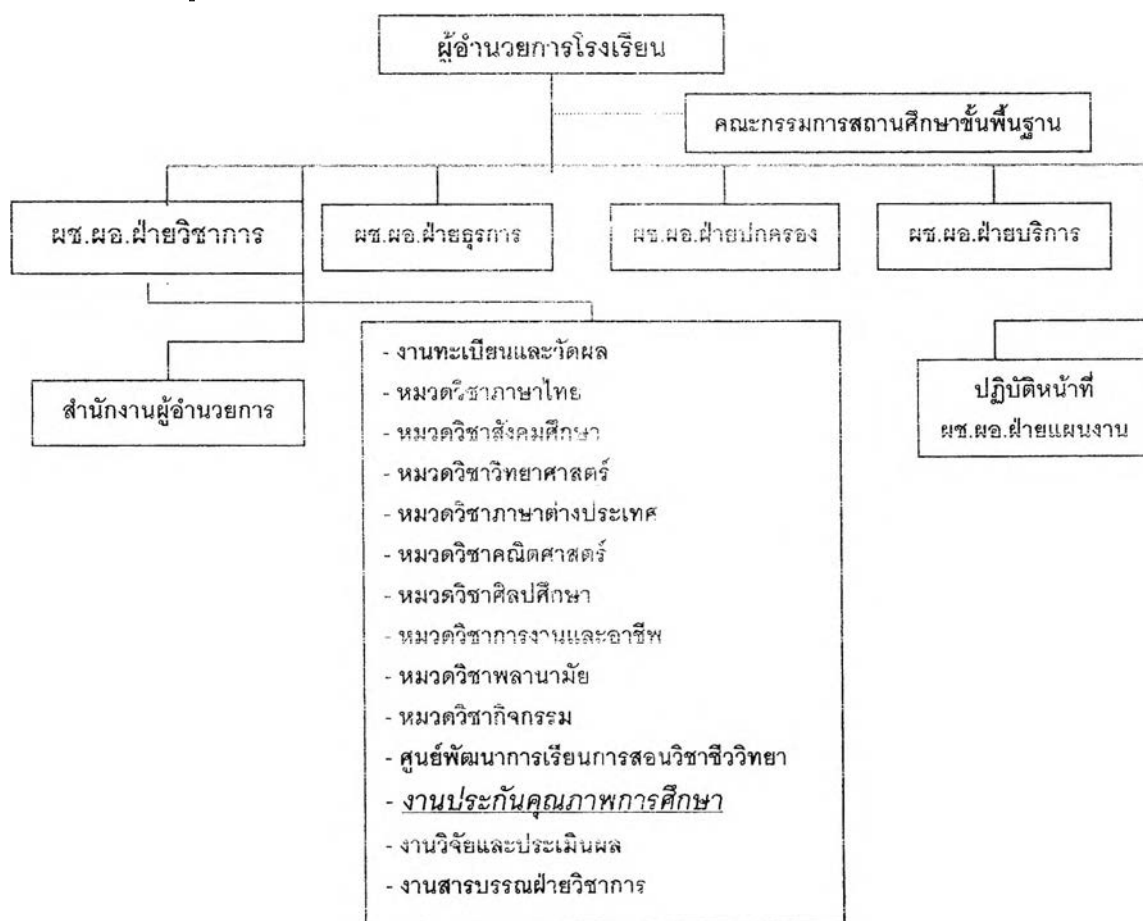 ผู้อำนวยการโรงเรียน
คณะกรรมการสถานศึกษาขั้นพื้นฐาน
ผช.ผอ.ฝ่ายวิชาการ
ผช.ผอ.ฝ่ายธุรการ
ผช.ผอ.ฝ่ายปกครอง
ผช.ผอ.ฝ่ายบริการ
สำนักงานผู้อำนวยการ
- งานทะเบียนและวัดผล
- หมวดวิชาภาษาไทย
- หมวดวิชาสังคมศึกษา
- หมวดวิชาวิทยาศาสตร์
- หมวดวิชาภาษาต่างประเทศ
- หมวดวิชาคณิตศาสตร์
- หมวดวิชาศิลปศึกษา
- หมวดวิชาการงานและอาชีพ
- หมวดวิชาพลานามัย
- หมวดวิชากิจกรรม
- ศูนย์พัฒนาการเรียนการสอนวิชาชีววิทยา
- งานประกันคุณภาพการศึกษา
- งานวิจัยและประเมินผล
- งานสารบรรณฝ่ายวิชาการ
ปฏิบัติหน้าที่
ผช.ผอ.ฝ่ายแผนงาน